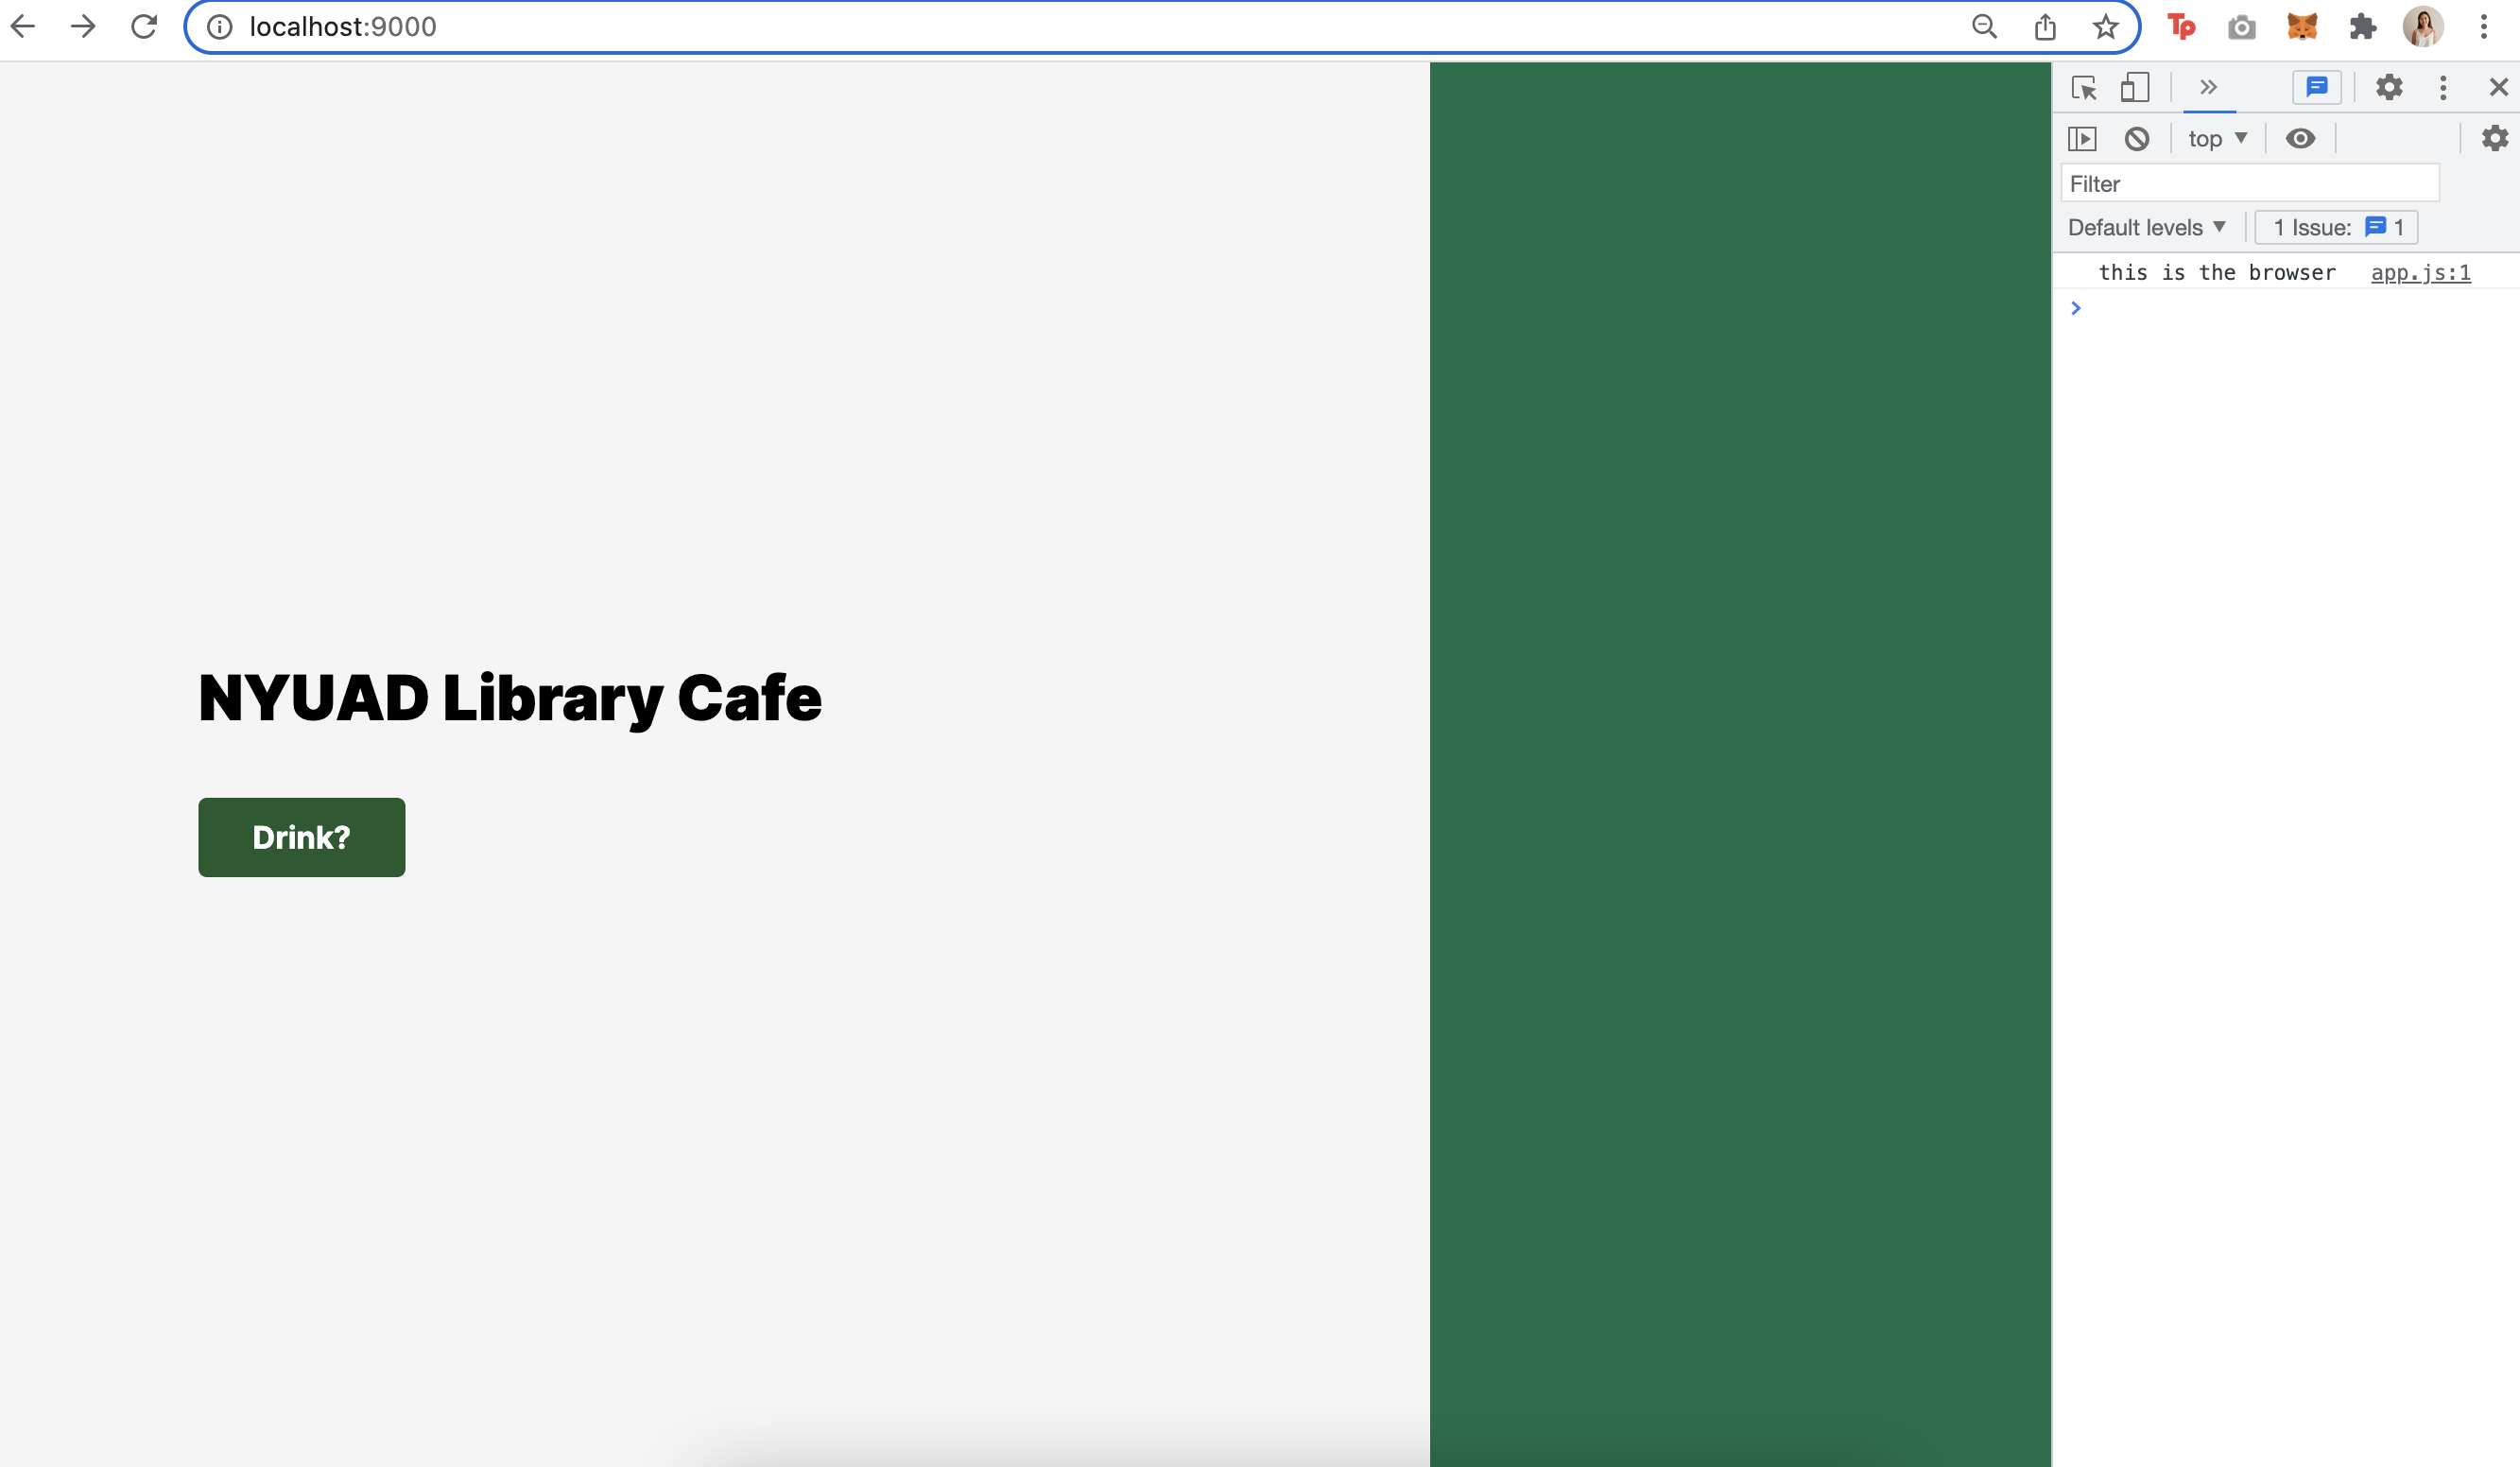 localhost:9000
Tp
top
Filter
Default levels
1 Issue: 1
this is the browser app.js:1
NYUAD Library Cafe
Drink?